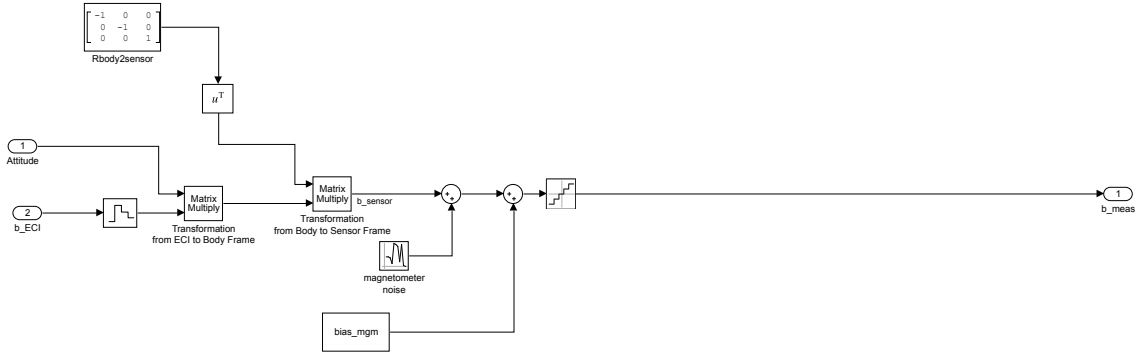 -1 0 0
0 -1 0
0 0 1
Rbody2sensor
uT
1
Attitude
2
b_ECI
Matrix
Multiply
Transformation
from ECI to Body Frame
Matrix
Multiply
Transformation
from Body to Sensor Frame
b_sensor
+
+
+
+
magnetometer
noise
bias_mgm
1
b_meas